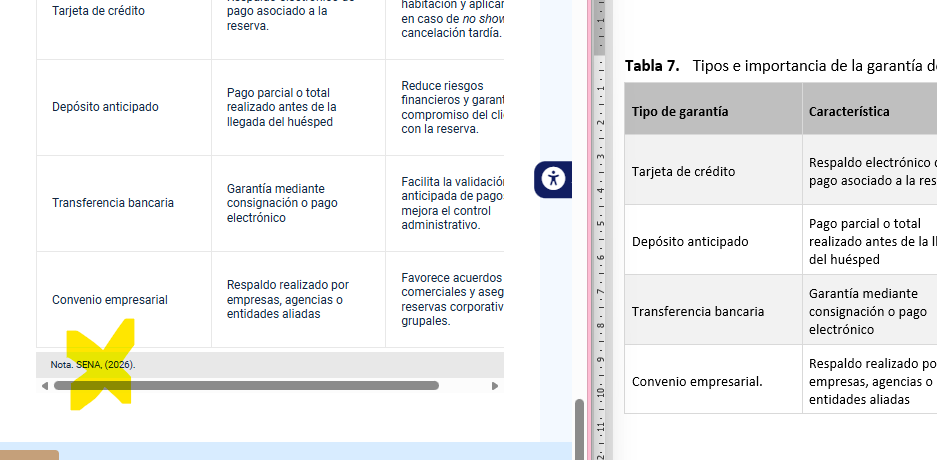 Tarjeta de crédito
pago asociado a la
reserva.
habitación y aplicar
en caso de no show
cancelación tardía.
Depósito anticipado
Pago parcial o total
realizado antes de la
llegada del huésped
Reduce riesgos
financieros y garant
compromiso del cli
con la reserva.
Transferencia bancaria
Garantía mediante
consignación o pago
electrónico
Facilita la validación
anticipada de pago
mejora el control
administrativo.
Convenio empresarial
Respaldo realizado por
empresas, agencias o
entidades aliadas
Favorece acuerdos
comerciales y aseg
reservas corporativ
grupales.
Nota. SENA, (2026).
Tabla 7. Tipos e importancia de la garantía d
Tipo de garantía
Característica
Tarjeta de crédito
Respaldo electrónico
pago asociado a la res
Depósito anticipado
Pago parcial o total
realizado antes de la ll
del huésped
Transferencia bancaria
Garantía mediante
consignación o pago
electrónico
Convenio empresarial.
Respaldo realizado po
empresas, agencias o
entidades aliadas